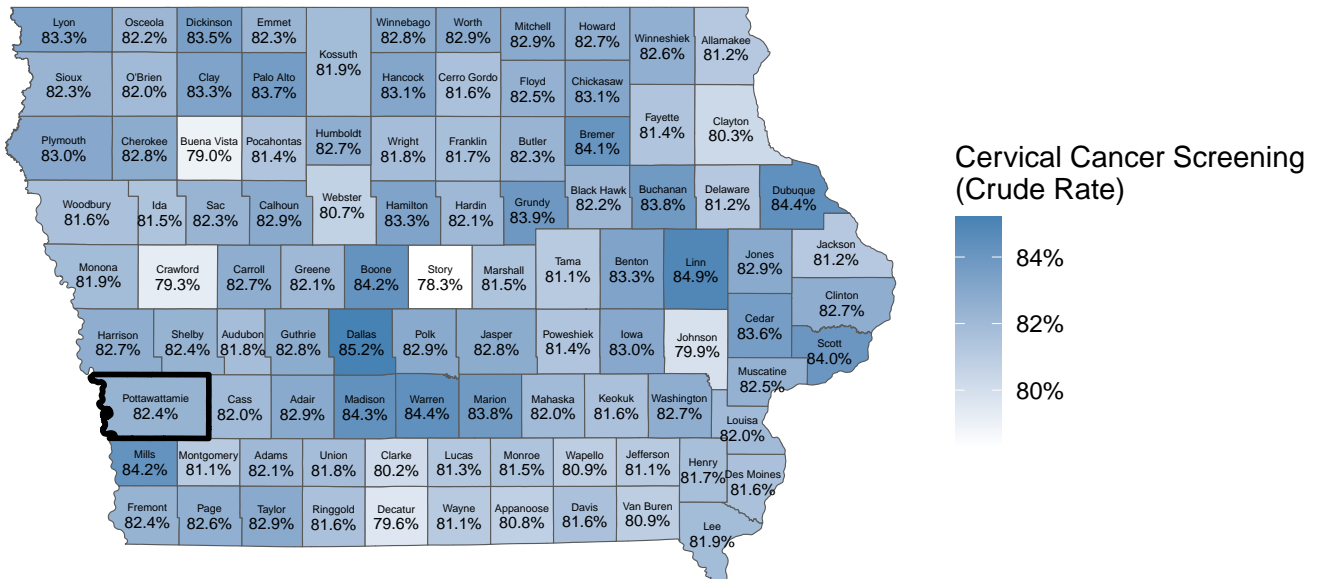 Lyon
83.3%
Osceola
82.2%
Dickinson
83.5%
Emmet
82.3%
Kossuth
81.9%
Winnebago
82.8%
Worth
82.9%
Mitchell
82.9%
Howard
82.7%
Winneshiek
82.6%
Allamakee
81.2%
Sioux
82.3%
O'Brien
82.0%
Clay
83.3%
Palo Alto
83.7%
Hancock
83.1%
Cerro Gordo
81.6%
Floyd
82.5%
Chickasaw
83.1%
Fayette
81.4%
Clayton
80.3%
Plymouth
83.0%
Cherokee
82.8%
Buena Vista
79.0%
Pocahontas
81.4%
Humboldt
82.7%
Wright
81.8%
Franklin
81.7%
Butler
82.3%
Bremer
84.1%
Woodbury
81.6%
Ida
81.5%
Sac
82.3%
Calhoun
82.9%
Webster
80.7%
Hamilton
83.3%
Hardin
82.1%
Grundy
83.9%
Black Hawk
82.2%
Buchanan
83.8%
Delaware
81.2%
Dubuque
84.4%
Monona
81.9%
Crawford
79.3%
Carroll
82.7%
Greene
82.1%
Boone
84.2%
Story
78.3%
Marshall
81.5%
Tama
81.1%
Benton
83.3%
Linn
84.9%
Jones
82.9%
Jackson
81.2%
Clinton
82.7%
Harrison
82.7%
Shelby
82.4%
Audubon
81.8%
Guthrie
82.8%
Dallas
85.2%
Polk
82.9%
Jasper
82.8%
Poweshiek
81.4%
Iowa
83.0%
Johnson
79.9%
Cedar
83.6%
Scott
84.0%
Muscatine
82.5%
Pottawattamie
82.4%
Cass
82.0%
Adair
82.9%
Madison
84.3%
Warren
84.4%
Marion
83.8%
Mahaska
82.0%
Keokuk
81.6%
Washington
82.7%
Louisa
82.0%
Mills
84.2%
Montgomery
81.1%
Adams
82.1%
Union
81.8%
Clarke
80.2%
Lucas
81.3%
Monroe
81.5%
Wapello
80.9%
Jefferson
81.1%
Henry
81.7%
Des Moines
81.6%
Fremont
82.4%
Page
82.6%
Taylor
82.9%
Ringgold
81.6%
Decatur
79.6%
Wayne
81.1%
Appanoose
80.8%
Davis
81.6%
Van Buren
80.9%
Lee
81.9%
Cervical Cancer Screening
(Crude Rate)
84%
82%
80%